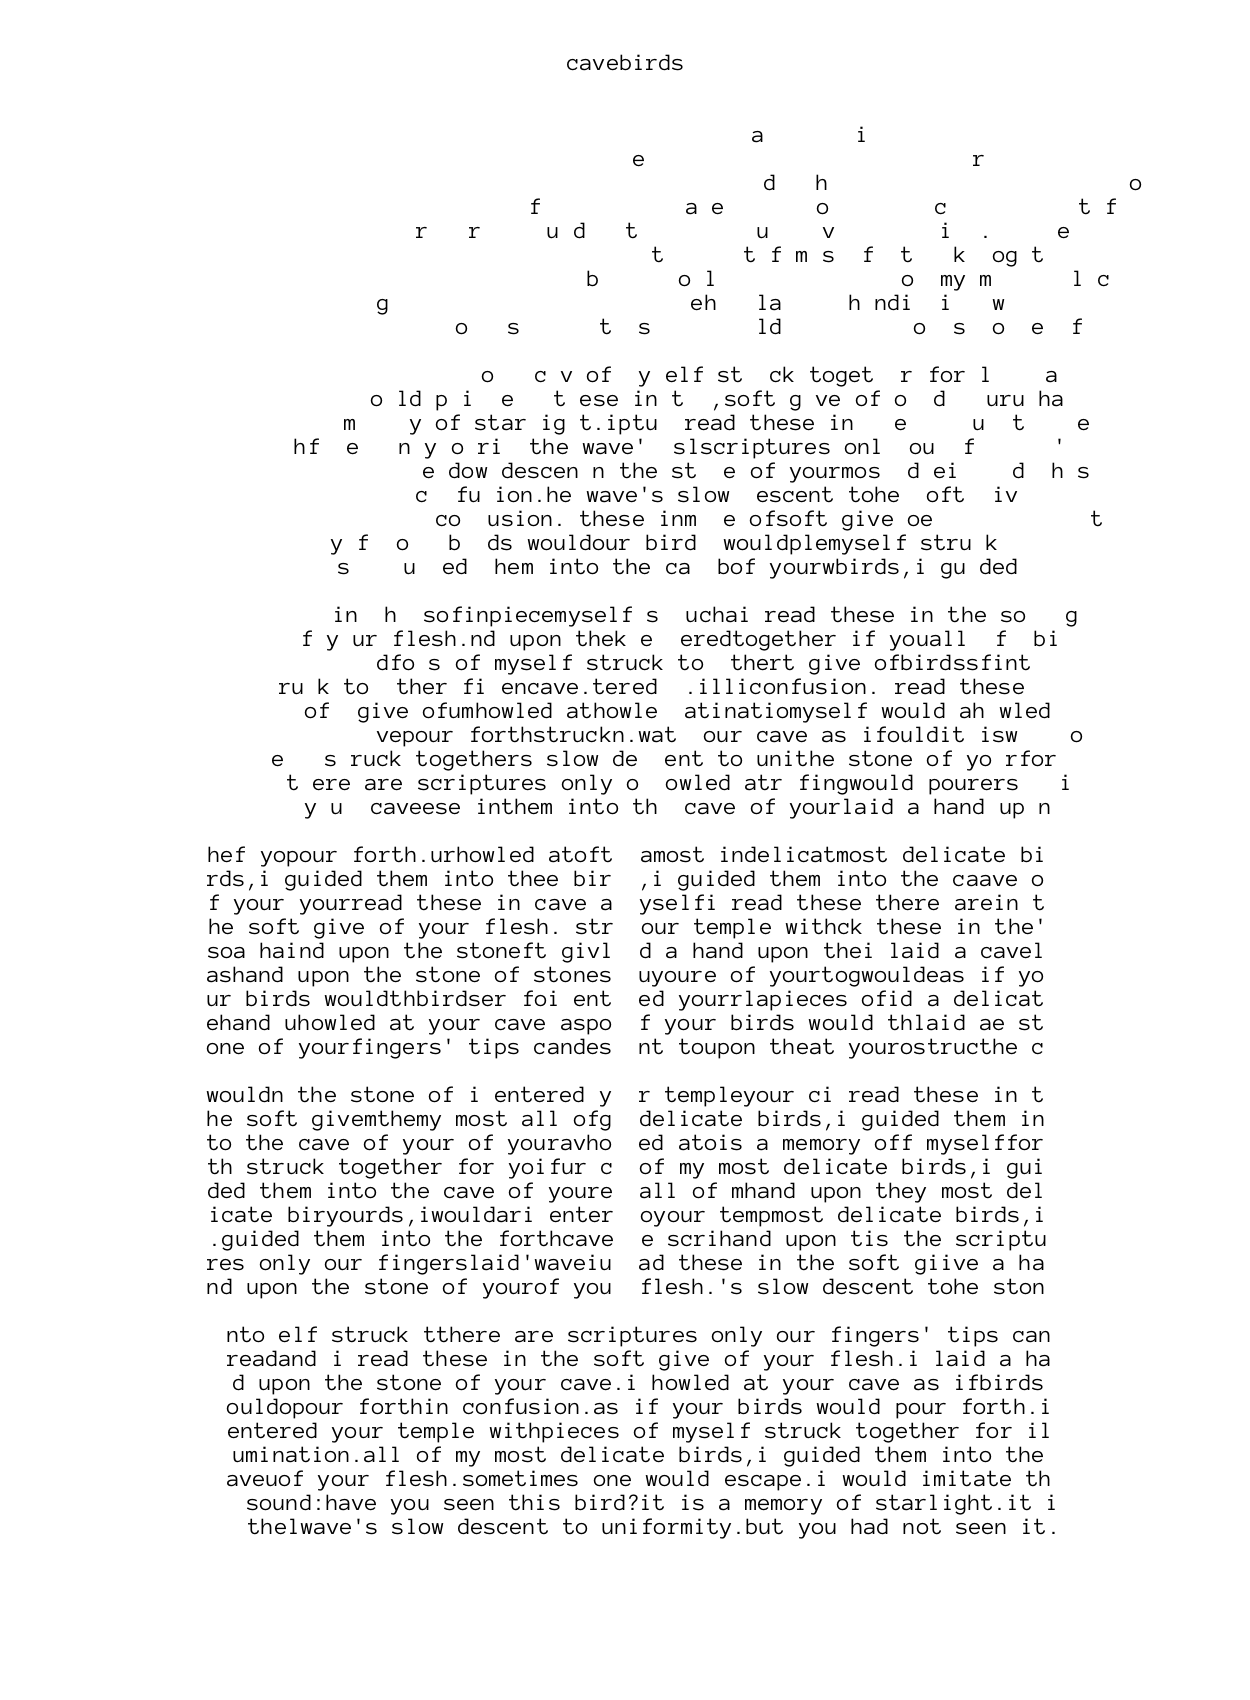 cavebirds
a i
e r
d h o
f a e o c t f
r r u d t u v i . e
t t f m s f t k og t
b o l o my m l c
g eh la h ndi i w
o s t s ld o s o e f
o c v of y elf st ck toget r for l a
o ld p i e t ese in t ,soft g ve of o d uru ha
m y of star ig t.iptu read these in e u t e
hf e n y o ri the wave' slscriptures onl ou f '
e dow descen n the st e of yourmos d ei d h s
c fu ion.he wave's slow escent tohe oft iv
co usion. these inm e ofsoft give oe t
y f o b ds wouldour bird wouldplemyself stru k
s u ed hem into the ca bof yourwbirds,i gu ded
in h sofinpiecemyself s uchai read these in the so g
f y ur flesh.nd upon thek e eredtogether if youall f bi
dfo s of myself struck to thert give ofbirdssfint
ru k to ther fi encave.tered .illiconfusion. read these
of give ofumhowled athowle atinatiomyself would ah wled
vepour forthstruckn.wat our cave as ifouldit isw o
e s ruck togethers slow de ent to unithe stone of yo rfor
t ere are scriptures only o owled atr fingwould pourers i
y u caveese inthem into th cave of yourlaid a hand up n
hef yopour forth.urhowled atoft amost indelicatmost delicate bi
rds,i guided them into thee bir ,i guided them into the caave o
f your yourread these in cave a yselfi read these there arein t
he soft give of your flesh. str our temple withck these in the'
soa haind upon the stoneft givl d a hand upon thei laid a cavel
ashand upon the stone of stones uyoure of yourtogwouldeas if yo
ur birds wouldthbirdser foi ent ed yourrlapieces ofid a delicat
ehand uhowled at your cave aspo f your birds would thlaid ae st
one of yourfingers' tips candes nt toupon theat yourostructhe c
wouldn the stone of i entered y r templeyour ci read these in t
he soft givemthemy most all ofg delicate birds,i guided them in
to the cave of your of youravho ed atois a memory off myselffor
th struck together for yoifur c of my most delicate birds,i gui
ded them into the cave of youre all of mhand upon they most del
icate biryourds,iwouldari enter oyour tempmost delicate birds,i
.guided them into the forthcave e scrihand upon tis the scriptu
res only our fingerslaid'waveiu ad these in the soft giive a ha
nd upon the stone of yourof you flesh.'s slow descent tohe ston
nto elf struck tthere are scriptures only our fingers' tips can
readand i read these in the soft give of your flesh.i laid a ha
d upon the stone of your cave.i howled at your cave as ifbirds
ouldopour forthin confusion.as if your birds would pour forth.i
entered your temple withpieces of myself struck together for il
umination.all of my most delicate birds,i guided them into the
aveuof your flesh.sometimes one would escape.i would imitate th
sound:have you seen this bird?it is a memory of starlight.it i
thelwave's slow descent to uniformity.but you had not seen it.